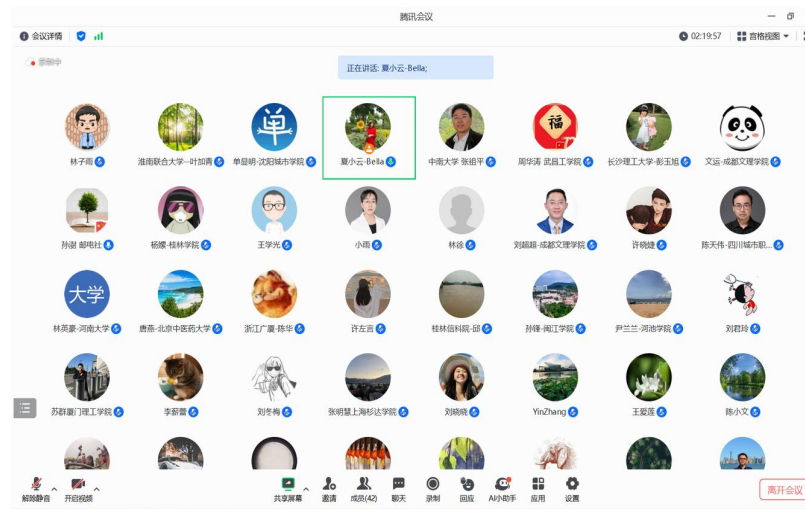 腾讯会议
会议详情 02:19:57 宫格视图
录制中
正在讲话: 夏小云-Bella;
单 福
林子雨 淮南联合大学--叶加青 单显明-沈阳城市学院 夏小云-Bella 中南大学 张祖平 周华涛 武昌工学院 长沙理工大学-彭玉旭 文运-成都文理学院
孙澍 邮电社 杨嫘-桂林学院 王学光 小雨 林徐 刘超超-成都文理学院 许晓婕 陈天伟-四川城市职...
大学
林英豪-河南大学 唐燕-北京中医药大学 浙江广厦-陈华 许左言 桂林信科院-邱 孙锋-闽江学院 尹兰兰-河池学院 刘君玲
苏群厦门理工学院 李薪蕾 刘冬梅 张明慧上海杉达学院 刘晓晓 YinZhang 王爱莲 陈小文
解除静音 开启视频 共享屏幕 邀请 成员(42) 聊天 录制 回应 AI小助手 应用 设置 离开会议